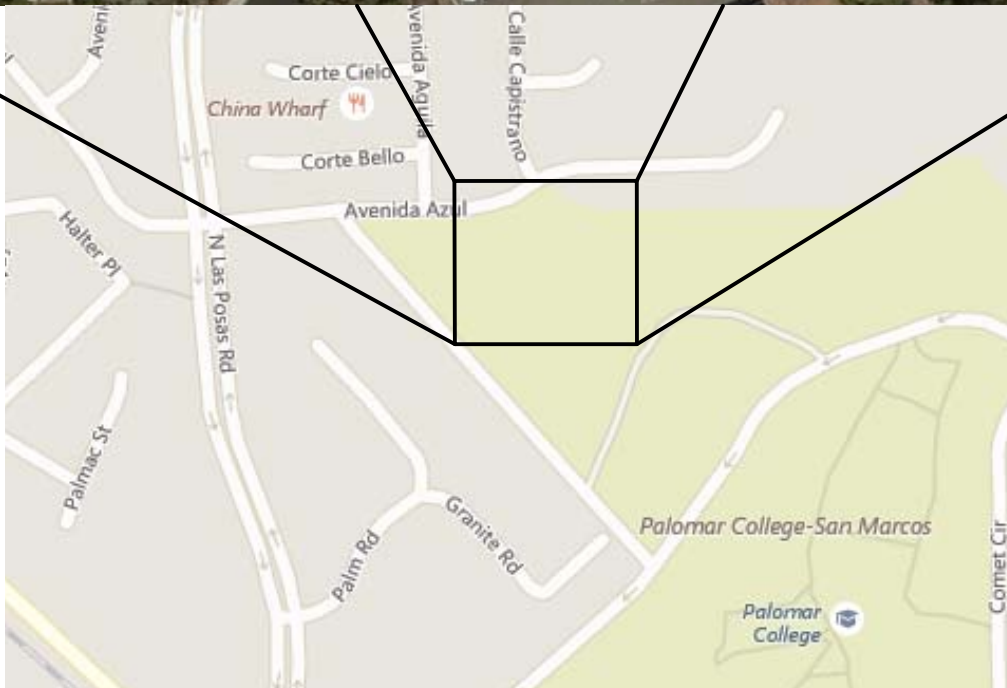 Aveni
Calle Capistrano
Avenida Aguila
Corte Cielo
China Wharf
Corte Bello
Avenida Azul
Halter Pl
N Las Posas Rd
Palmac St
Granite Rd
Palm Rd
Palomar College-San Marcos
Comet Cir
Palomar
College